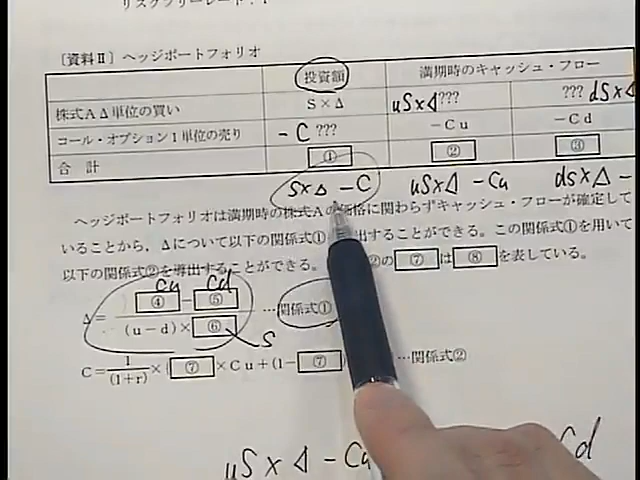 リスクフリーレート：r
〔資料Ⅱ〕ヘッジポートフォリオ
投資額 満期時のキャッシュ・フロー
株式AΔ単位の買い S×Δ uS×Δ ??? ??? dS×Δ
コール・オプション1単位の売り -C ??? -Cu -Cd
合 計 ① ② ③
S×Δ -C uS×Δ -Cu dS×Δ -
ヘッジポートフォリオは満期時の株式Aの価格に関わらずキャッシュ・フローが確定して
いることから、Δについて以下の関係式① 出することができる。この関係式①を用いて
以下の関係式②を導出することができる。 ②の ⑦ は ⑧ を表している。
Cu Cd
Δ= ④ - ⑤ / (u-d)× ⑥ …関係式①
S
C= 1/(1+r) ×( ⑦ ×Cu+(1- ⑦ …関係式②
uS×Δ -Cu Cd